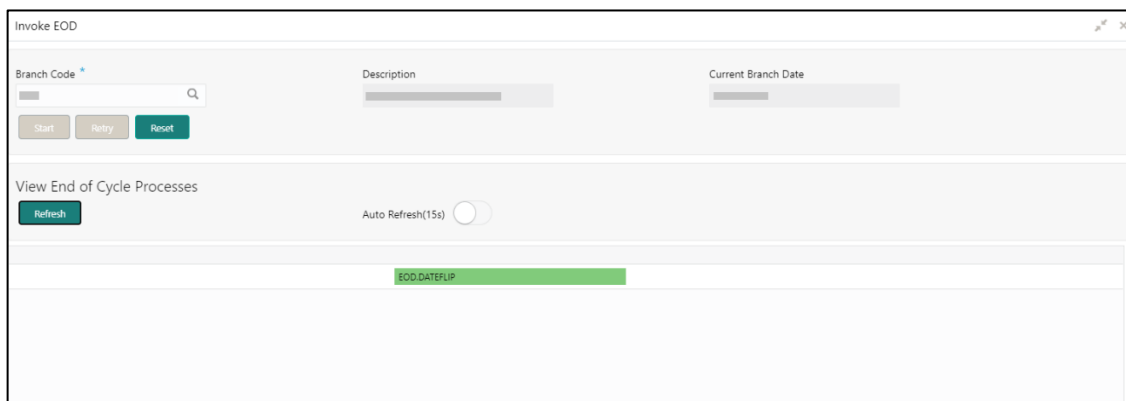 Invoke EOD
Branch Code * Description Current Branch Date
Start Retry Reset
View End of Cycle Processes
Refresh Auto Refresh(15s)
EOD.DATEFLIP